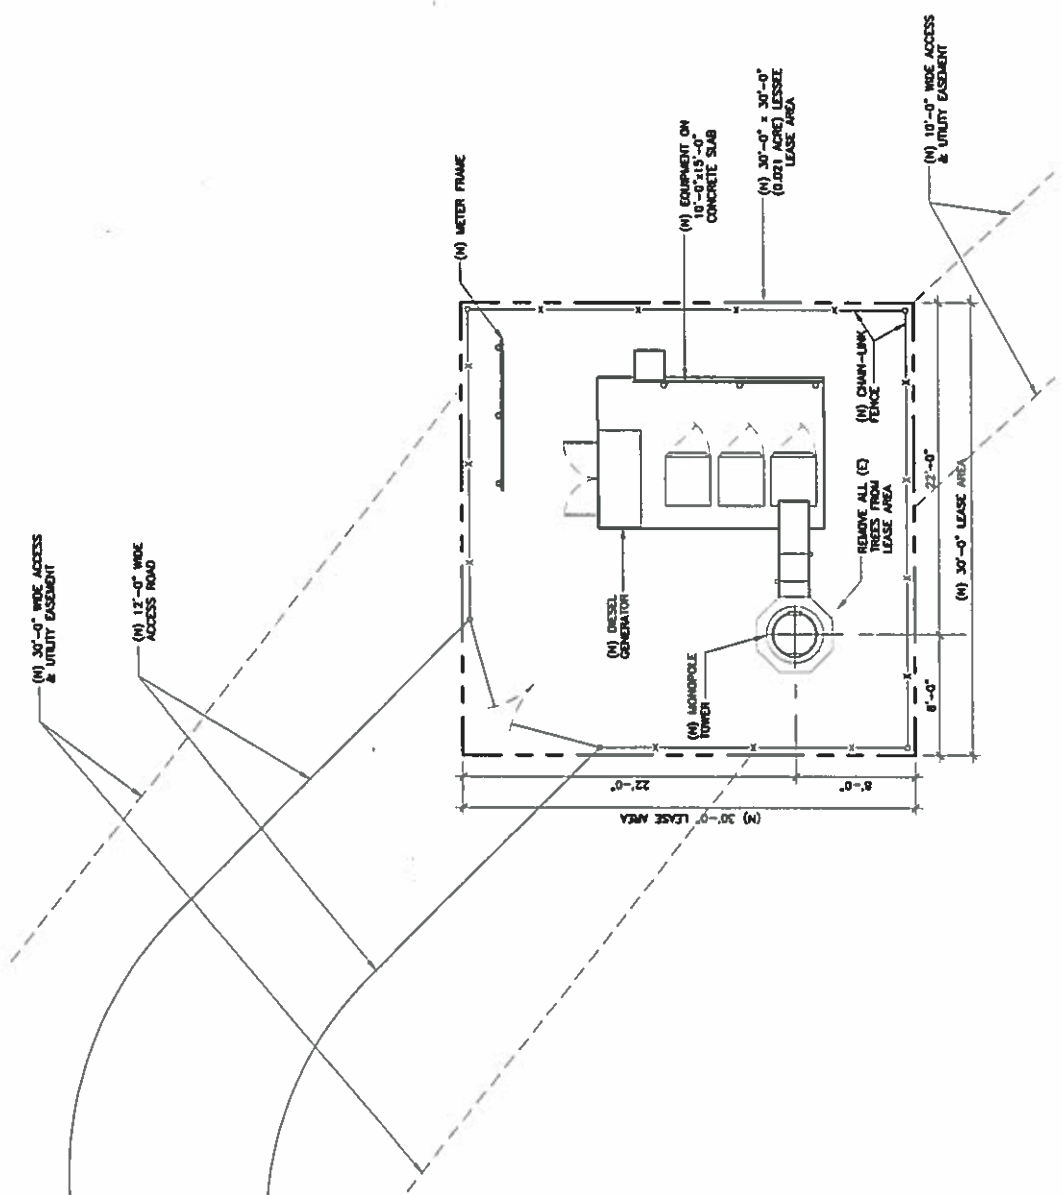 (N) 30'-0" WIDE ACCESS
& UTILITY EASEMENT
(N) 12'-0" WIDE
ACCESS ROAD
(N) METER FRAME
(N) EQUIPMENT ON
10'-0"x15'-0"
CONCRETE SLAB
(N) 30'-0" x 30'-0"
(0.021 ACRE) LESSEE
LEASE AREA
(N) 10'-0" WIDE ACCESS
& UTILITY EASEMENT
(N) DIESEL
GENERATOR
(N) MONOPOLE
TOWER
REMOVE ALL (E)
TREES FROM
LEASE AREA
(N) CHAIN-LINK
FENCE
22'-0"
8'-0"
(N) 30'-0" LEASE AREA
8'-0"
22'-0"
(N) 30'-0" LEASE AREA